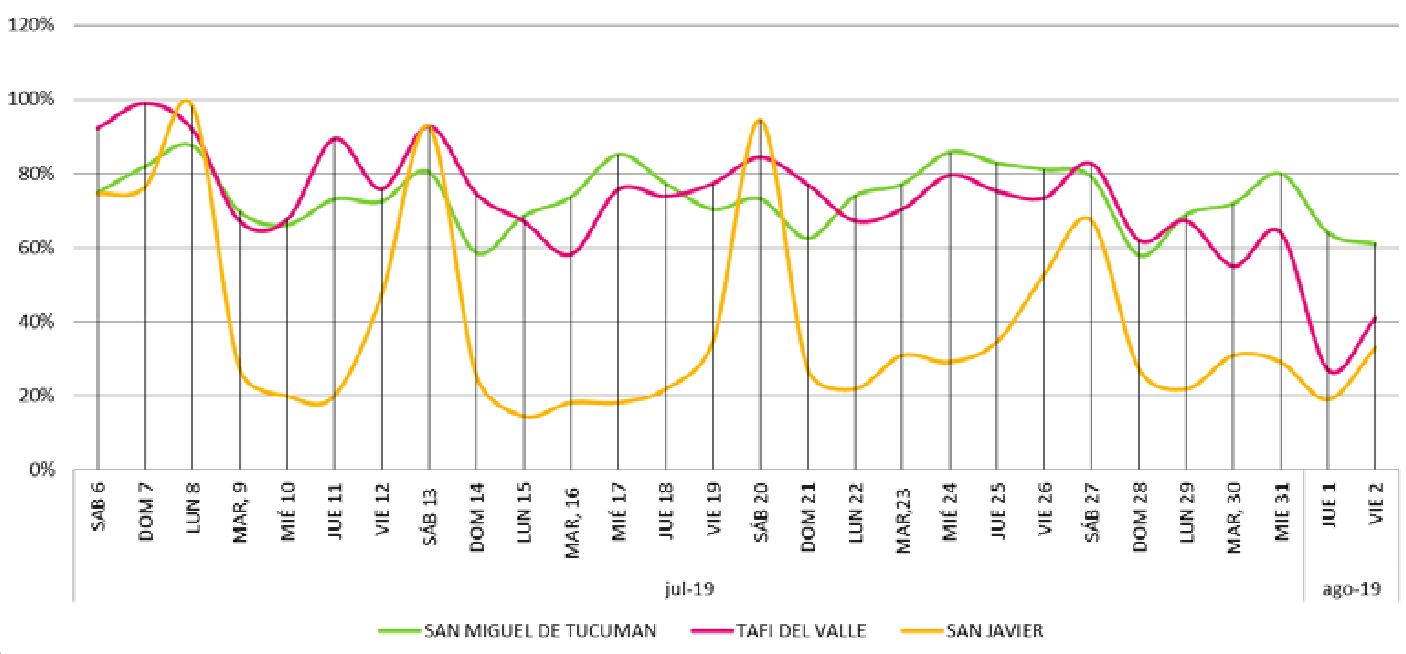 120%
100%
80%
60%
40%
20%
0%
SAB 6
DOM 7
LUN 8
MAR, 9
MIÉ 10
JUE 11
VIE 12
SÁB 13
DOM 14
LUN 15
MAR, 16
MIÉ 17
JUE 18
VIE 19
SÁB 20
DOM 21
LUN 22
MAR,23
MIÉ 24
JUE 25
VIE 26
SÁB 27
DOM 28
LUN 29
MAR, 30
MIE 31
JUE 1
VIE 2
jul-19
ago-19
SAN MIGUEL DE TUCUMAN
TAFI DEL VALLE
SAN JAVIER